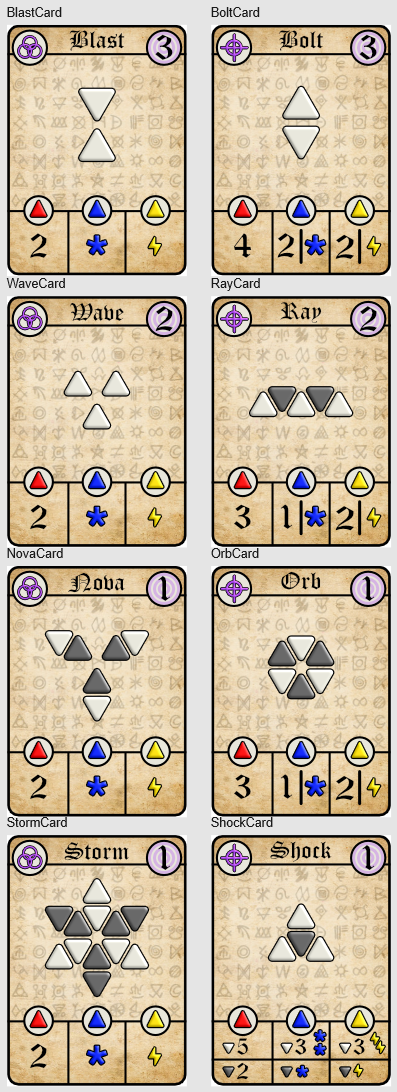 BlastCard BoltCard
Blast 3 Bolt 3
2 4 2| 2|
WaveCard RayCard
Wave 2 Ray 2
2 3 1| 2|
NovaCard OrbCard
Nova 1 Orb 1
2 3 1| 2|
StormCard ShockCard
Storm 1 Shock 1
2 5 3 3
2